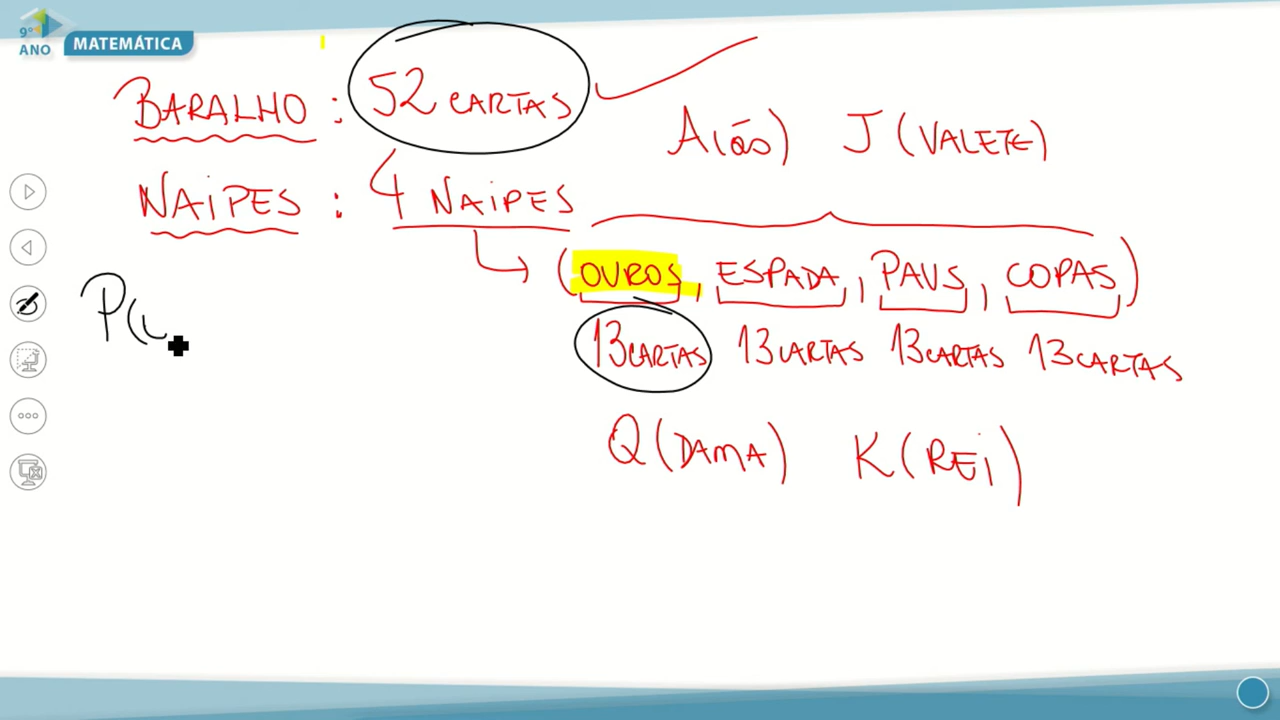 9º
ANO
MATEMÁTICA
BARALHO : 52 CARTAS
A(ás) J (VALETE)
NAIPES : 4 NAIPES
(OUROS, ESPADA, PAUS, COPAS)
P(
13 CARTAS 13 CARTAS 13 CARTAS 13 CARTAS
Q (DAMA) K (REI)